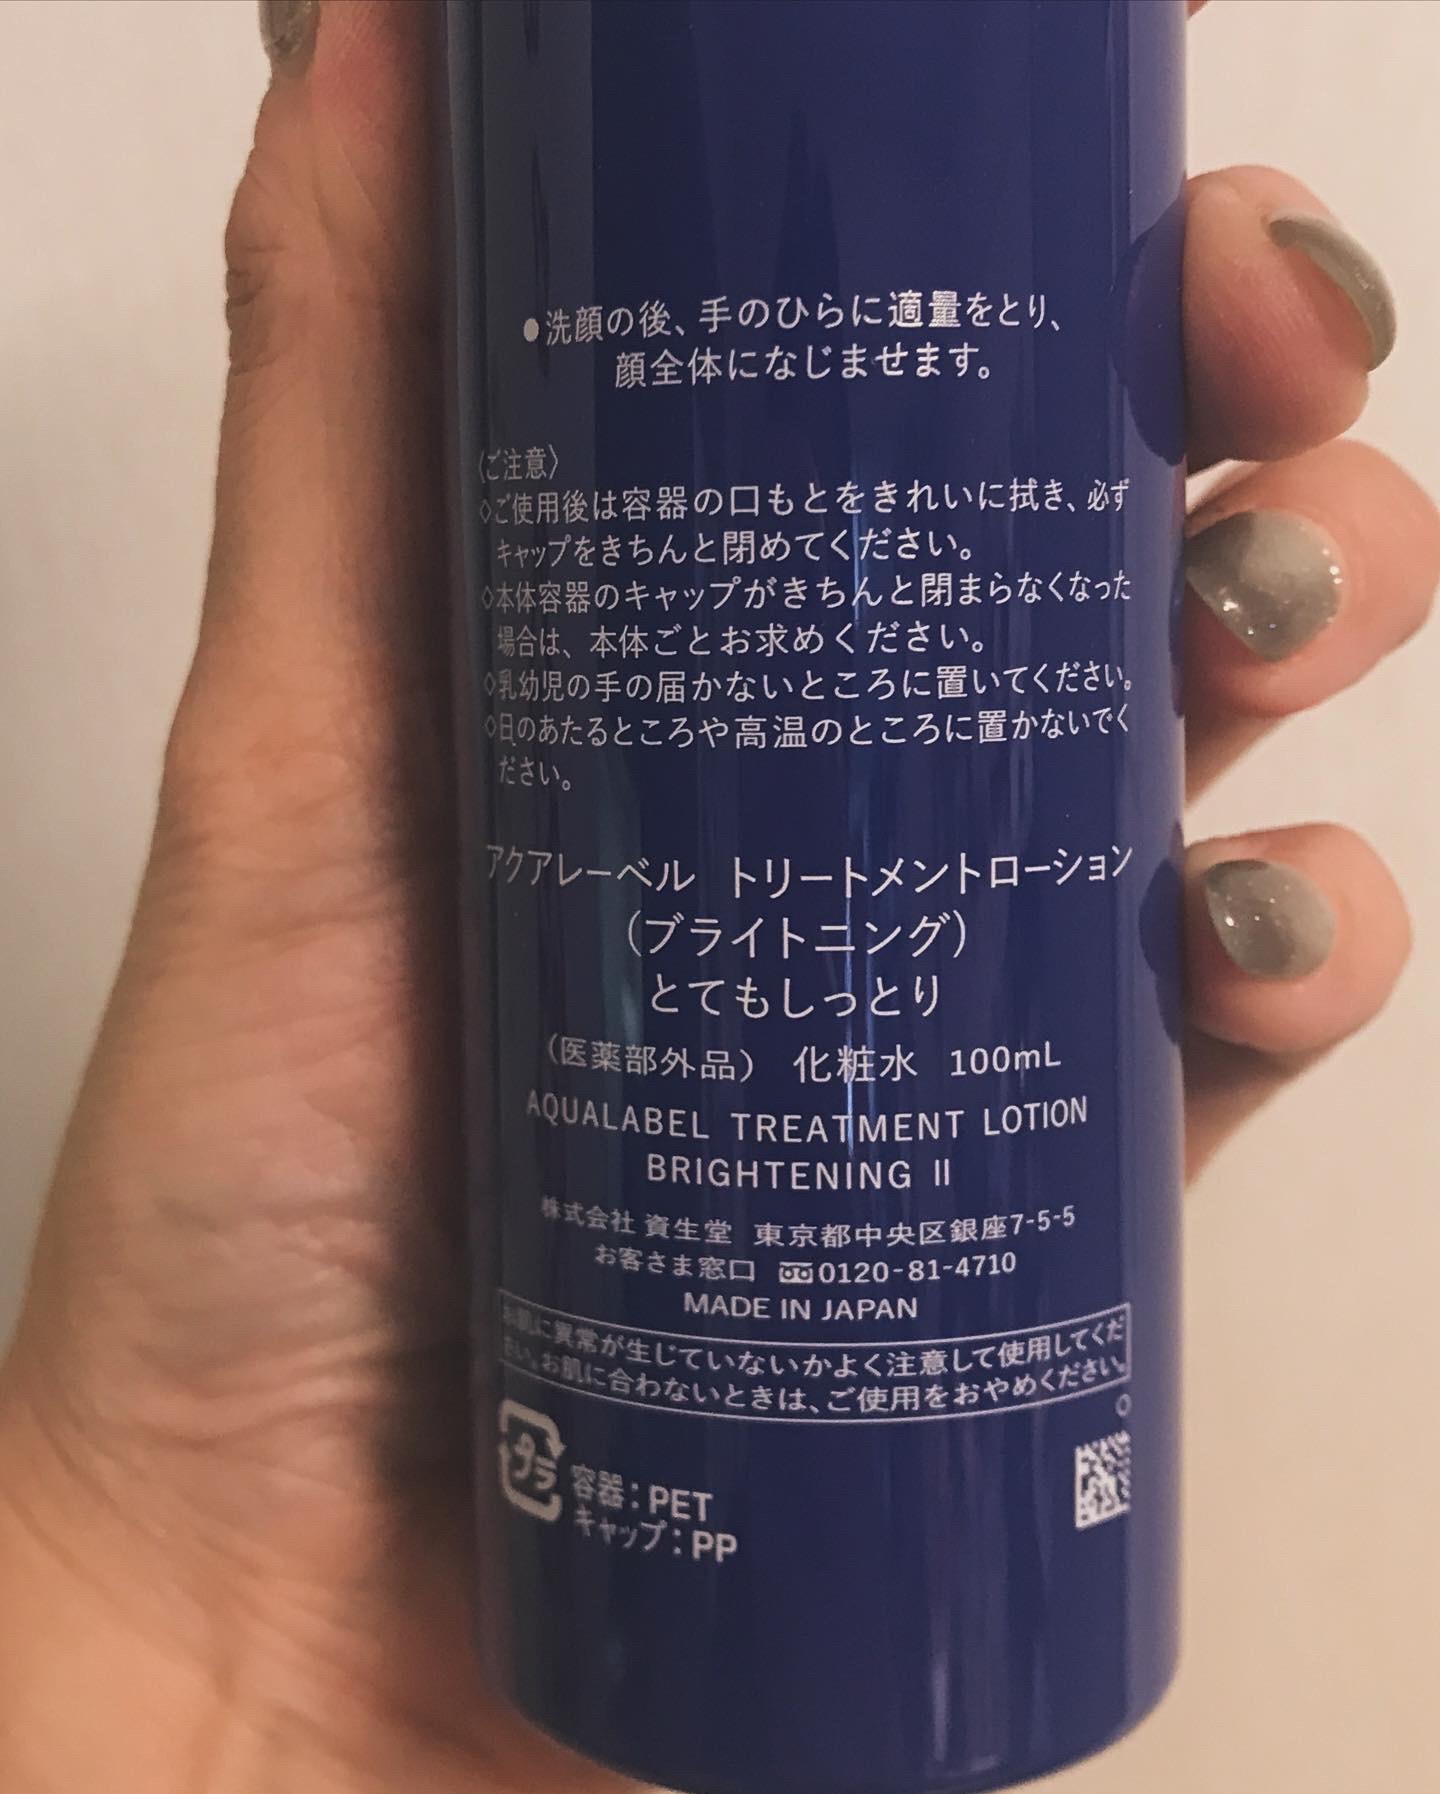 ●洗顔の後、手のひらに適量をとり、
顔全体になじませます。
〈ご注意〉
◇ご使用後は容器の口もとをきれいに拭き、必ず
キャップをきちんと閉めてください。
◇本体容器のキャップがきちんと閉まらなくなった
場合は、本体ごとお求めください。
◇乳幼児の手の届かないところに置いてください。
◇日のあたるところや高温のところに置かないでく
ださい。
アクアレーベル トリートメントローション
（ブライトニング）
とてもしっとり
（医薬部外品） 化粧水 100mL
AQUALABEL TREATMENT LOTION
BRIGHTENING II
株式会社 資生堂 東京都中央区銀座7-5-5
お客さま窓口 0120-81-4710
MADE IN JAPAN
お肌に異常が生じていないかよく注意して使用してくだ
さい。お肌に合わないときは、ご使用をおやめください。
プラ 容器：PET
キャップ：PP